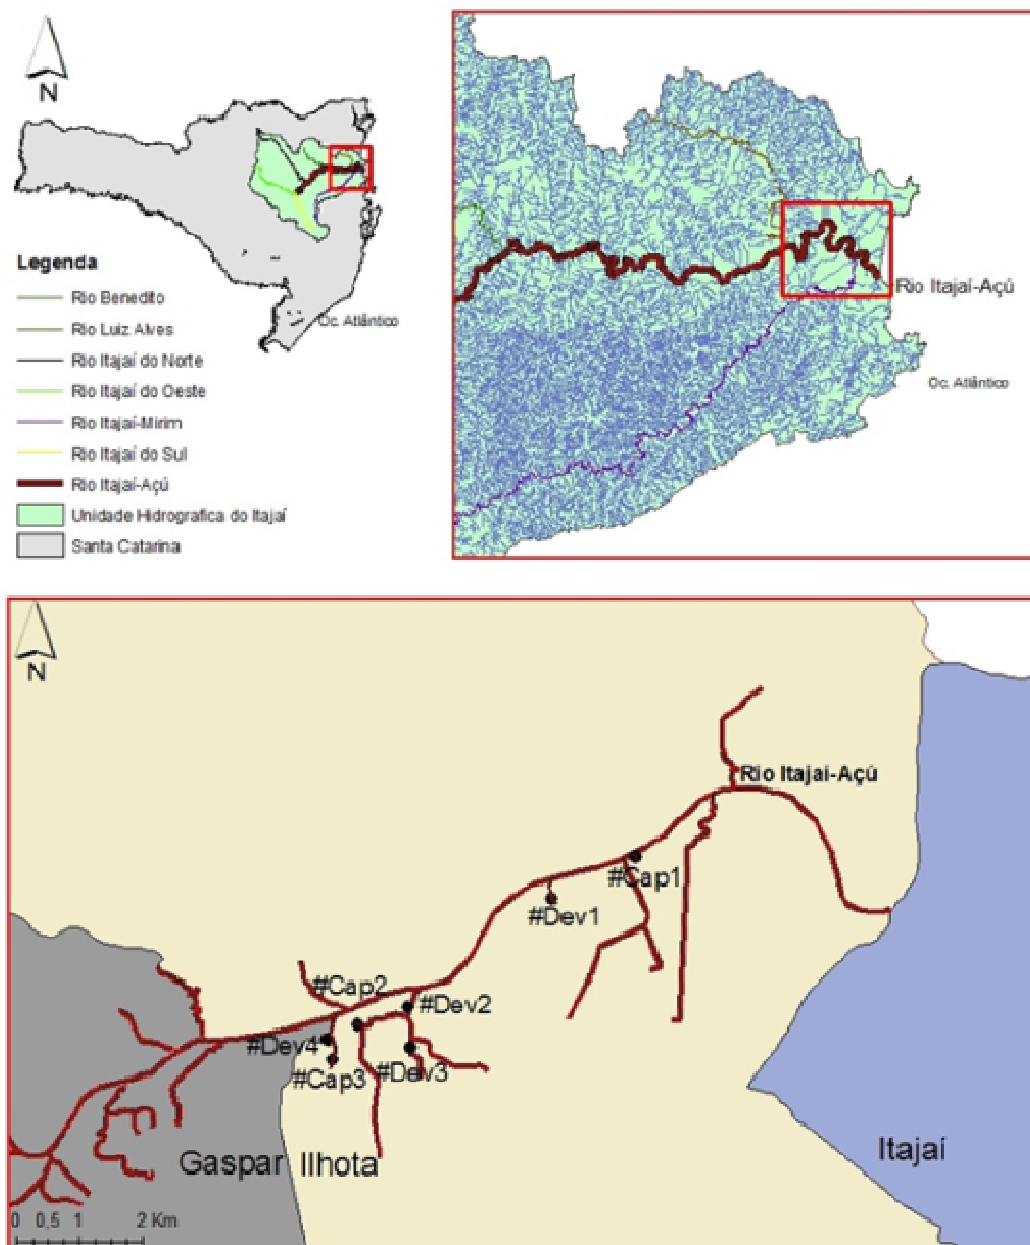 N
Legenda
Rio Benedito
Rio Luiz Alves
Rio Itajaí do Norte
Rio Itajaí do Oeste
Rio Itajaí-Mirim
Rio Itajaí do Sul
Rio Itajaí-Açú
Unidade Hidrografica do Itajaí
Santa Catarina
Oc. Atlântico
Rio Itajaí-Açú
Oc. Atlântico
N
Rio Itajaí-Açú
#Cap1
#Dev1
#Cap2
#Dev2
#Dev4
#Cap3
#Dev3
Gaspar
Ilhota
Itajaí
0 0,5 1 2 Km